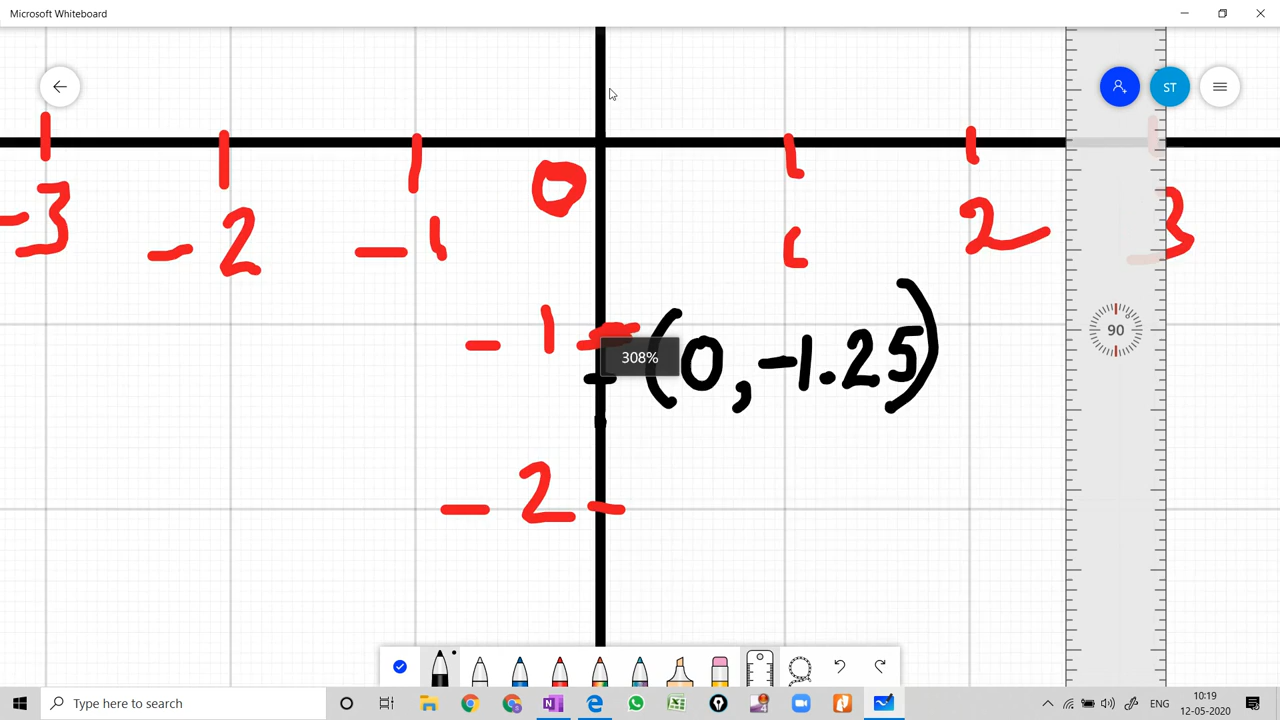 Microsoft Whiteboard
ST
0
-3 -2 -1 1 2 3
-1
308%
(0, -1.25)
90
-2
Type here to search
ENG
10:19
12-05-2020